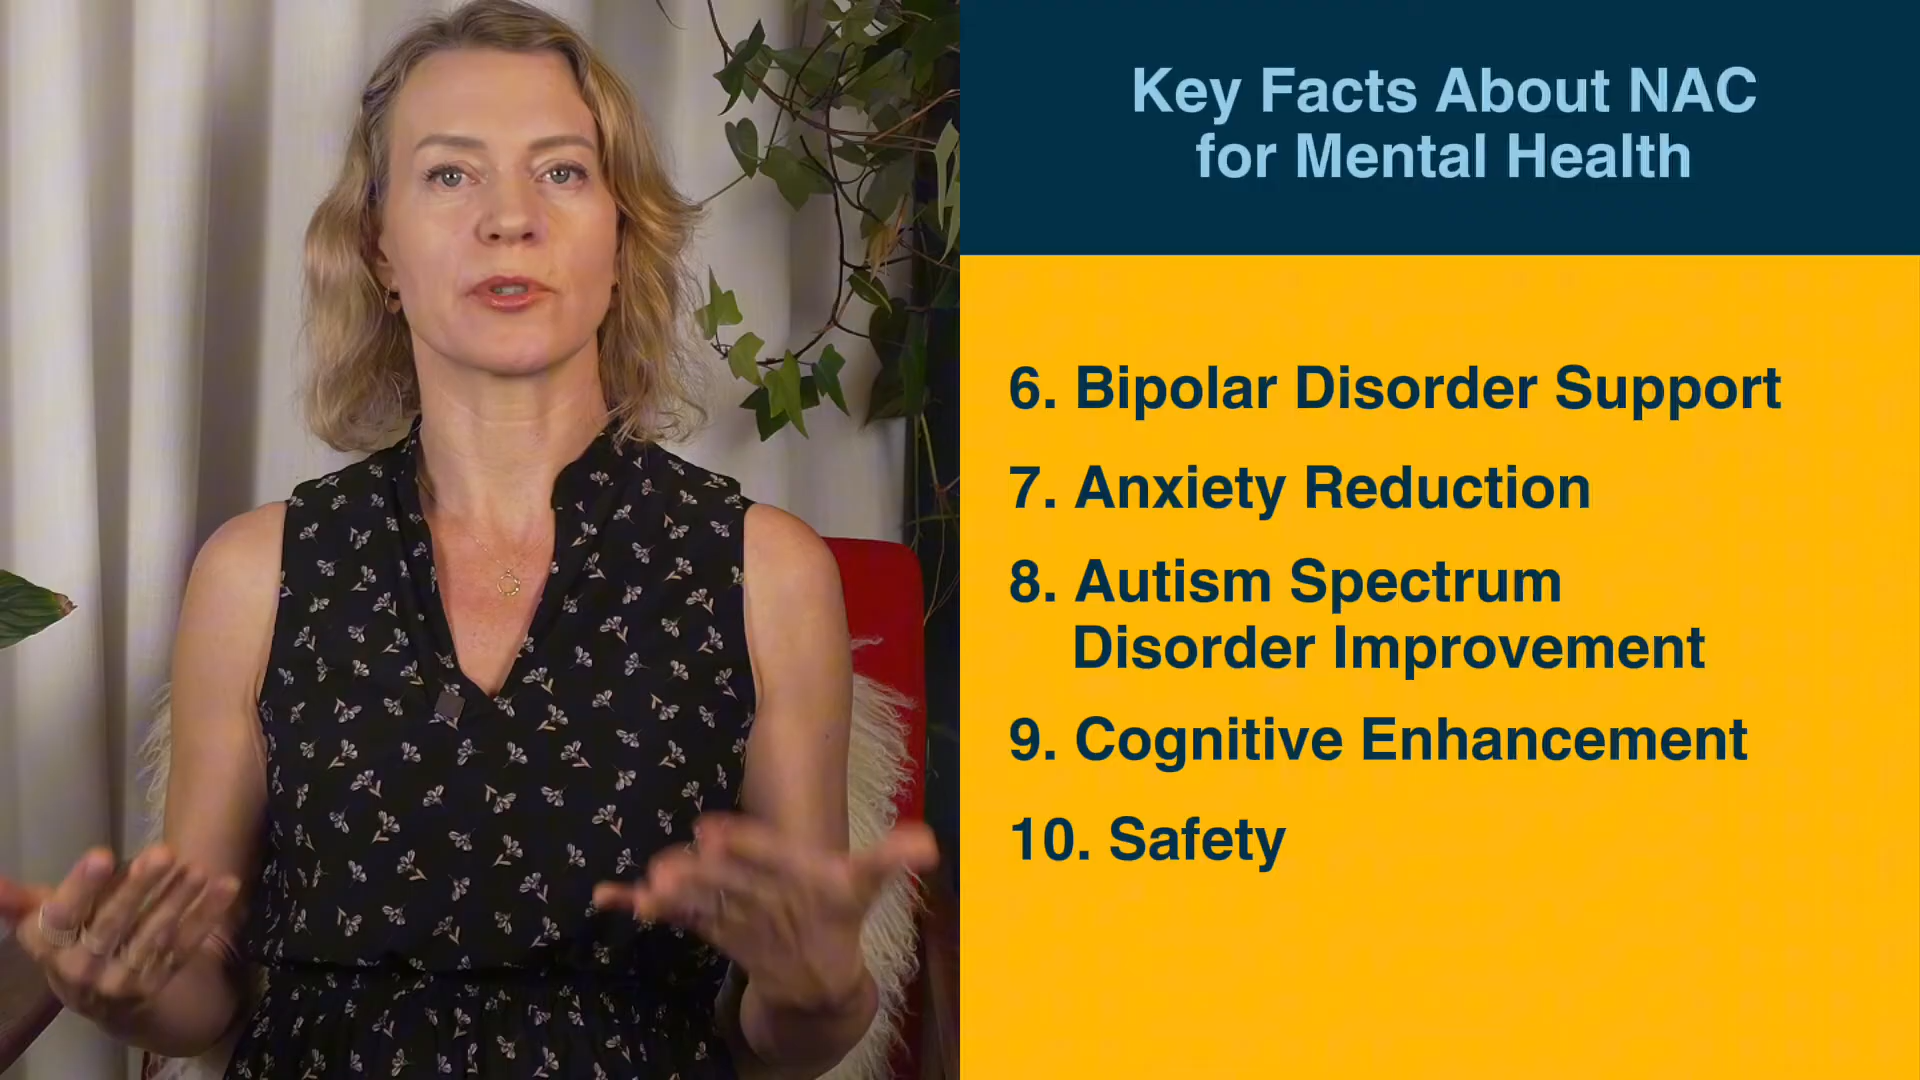 Key Facts About NAC
for Mental Health
6. Bipolar Disorder Support
7. Anxiety Reduction
8. Autism Spectrum
Disorder Improvement
9. Cognitive Enhancement
10. Safety